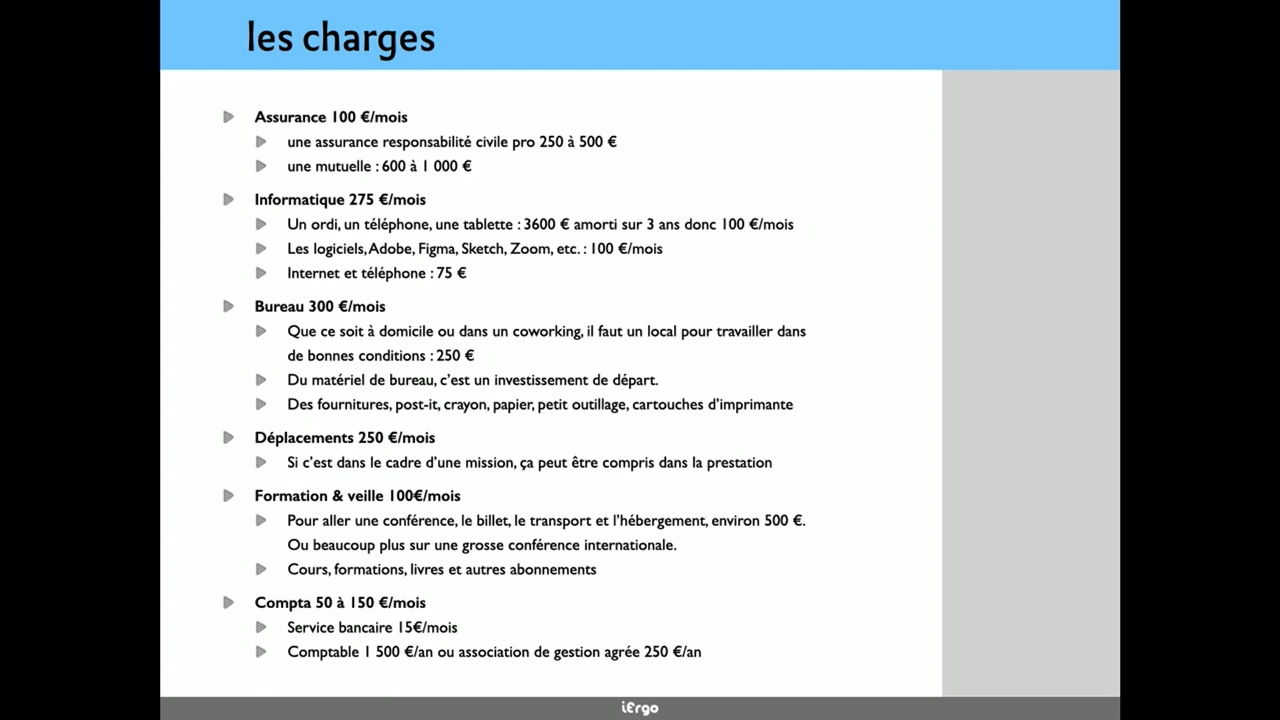 les charges
Assurance 100 €/mois
une assurance responsabilité civile pro 250 à 500 €
une mutuelle : 600 à 1 000 €
Informatique 275 €/mois
Un ordi, un téléphone, une tablette : 3600 € amorti sur 3 ans donc 100 €/mois
Les logiciels, Adobe, Figma, Sketch, Zoom, etc. : 100 €/mois
Internet et téléphone : 75 €
Bureau 300 €/mois
Que ce soit à domicile ou dans un coworking, il faut un local pour travailler dans
de bonnes conditions : 250 €
Du matériel de bureau, c'est un investissement de départ.
Des fournitures, post-it, crayon, papier, petit outillage, cartouches d'imprimante
Déplacements 250 €/mois
Si c'est dans le cadre d'une mission, ça peut être compris dans la prestation
Formation & veille 100€/mois
Pour aller une conférence, le billet, le transport et l'hébergement, environ 500 €.
Ou beaucoup plus sur une grosse conférence internationale.
Cours, formations, livres et autres abonnements
Compta 50 à 150 €/mois
Service bancaire 15€/mois
Comptable 1 500 €/an ou association de gestion agrée 250 €/an
iErgo